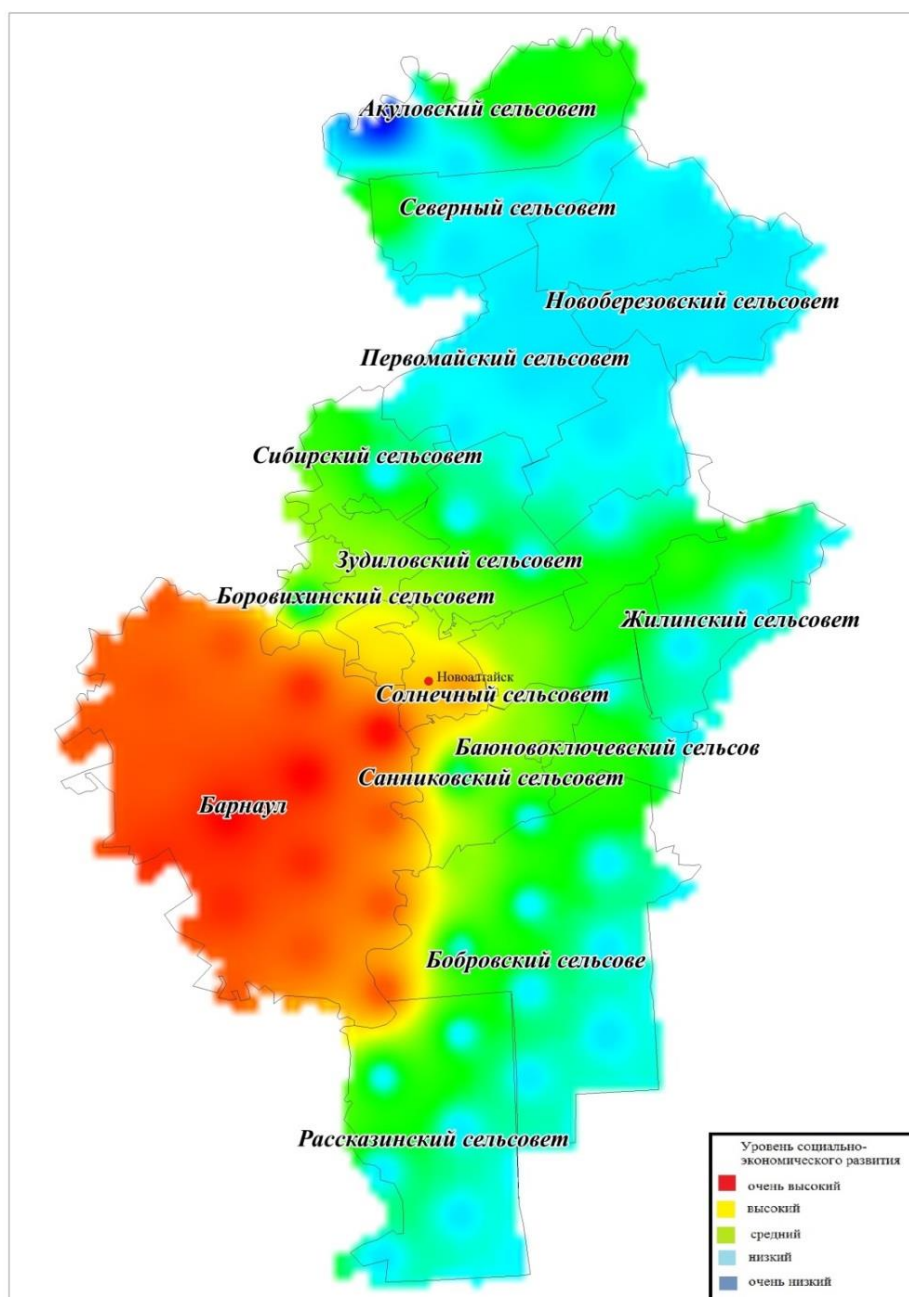 Акуловский сельсовет
Северный сельсовет
Новоберезовский сельсовет
Первомайский сельсовет
Сибирский сельсовет
Зудиловский сельсовет
Боровихинский сельсовет
Жилинский сельсовет
Новоалтайск
Солнечный сельсовет
Баюновоключевский сельсов
Санниковский сельсовет
Барнаул
Бобровский сельсове
Рассказинский сельсовет
Уровень социально-
экономического развития
очень высокий
высокий
средний
низкий
очень низкий